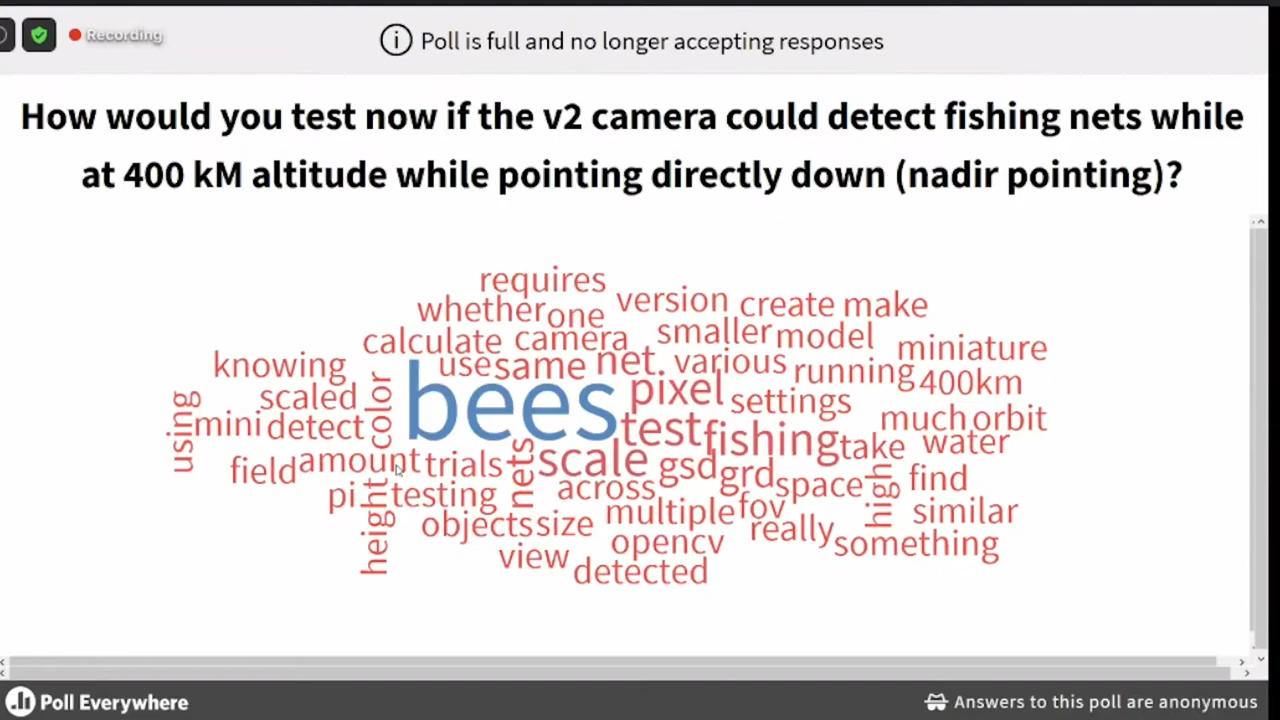 Recording
Poll is full and no longer accepting responses
How would you test now if the v2 camera could detect fishing nets while
at 400 kM altitude while pointing directly down (nadir pointing)?
requires
whether one version create make
calculate camera smaller model
knowing use same net. various running miniature
scaled color bees pixel settings 400km
using mini detect test fishing much orbit
field amount trials nets scale gsd grd take water
pi testing across space high find
height objects size multiple fov really similar
view opencv something
detected
Poll Everywhere
Answers to this poll are anonymous